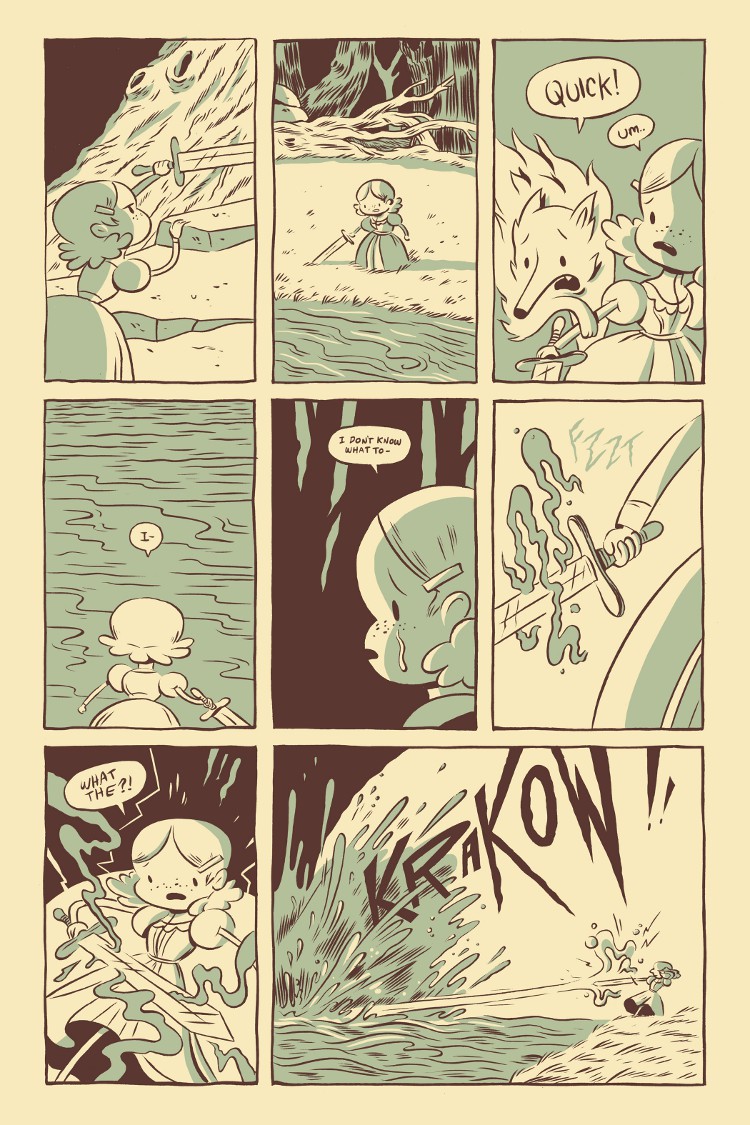 QUICK!
UM..
I-
I DON'T KNOW
WHAT TO-
FZZT
WHAT
THE?!
KRAKOW!!